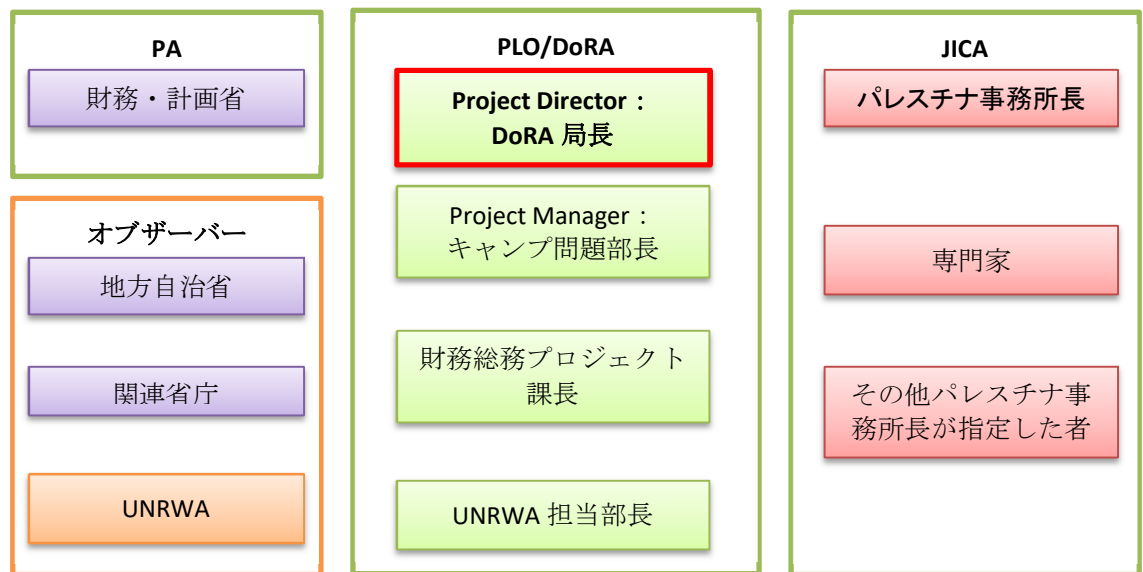 PA
財務・計画省
オブザーバー
地方自治省
関連省庁
UNRWA
PLO/DoRA
Project Director：
DoRA 局長
Project Manager：
キャンプ問題部長
財務総務プロジェクト
課長
UNRWA 担当部長
JICA
パレスチナ事務所長
専門家
その他パレスチナ事
務所長が指定した者